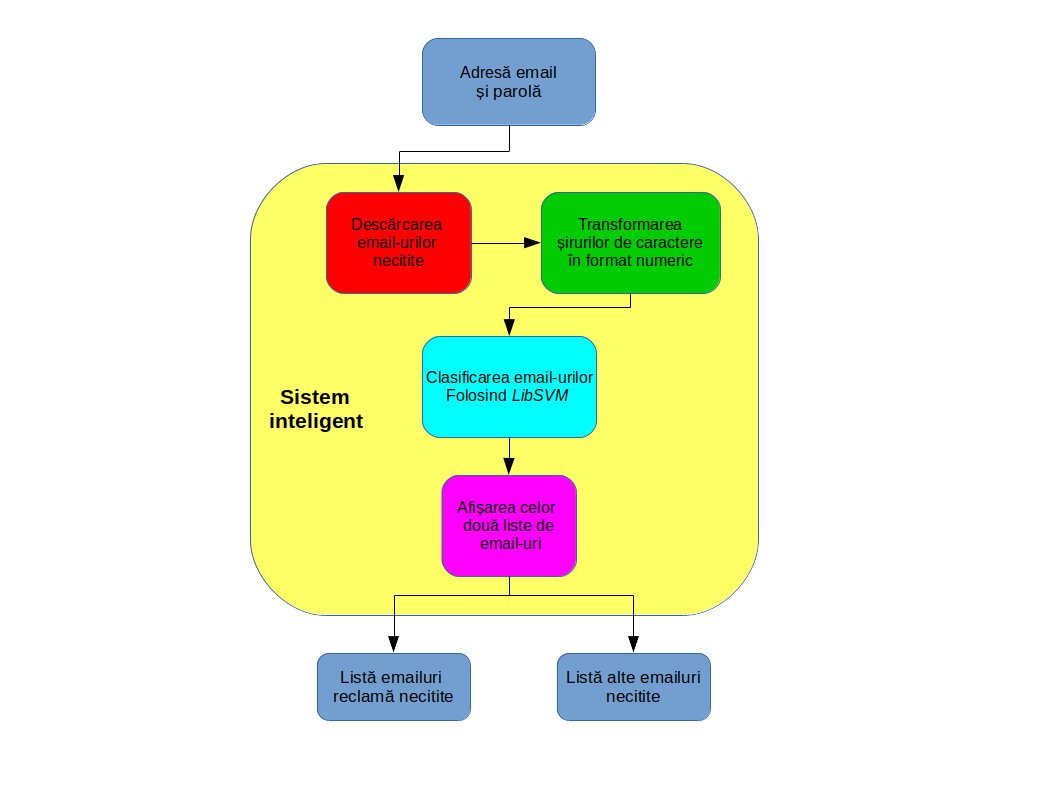 Adresă email
și parolă
Descărcarea
email-urilor
necitite
Transformarea
șirurilor de caractere
în format numeric
Clasificarea email-urilor
Folosind LibSVM
Sistem
inteligent
Afișarea celor
două liste de
email-uri
Listă emailuri
reclamă necitite
Listă alte emailuri
necitite